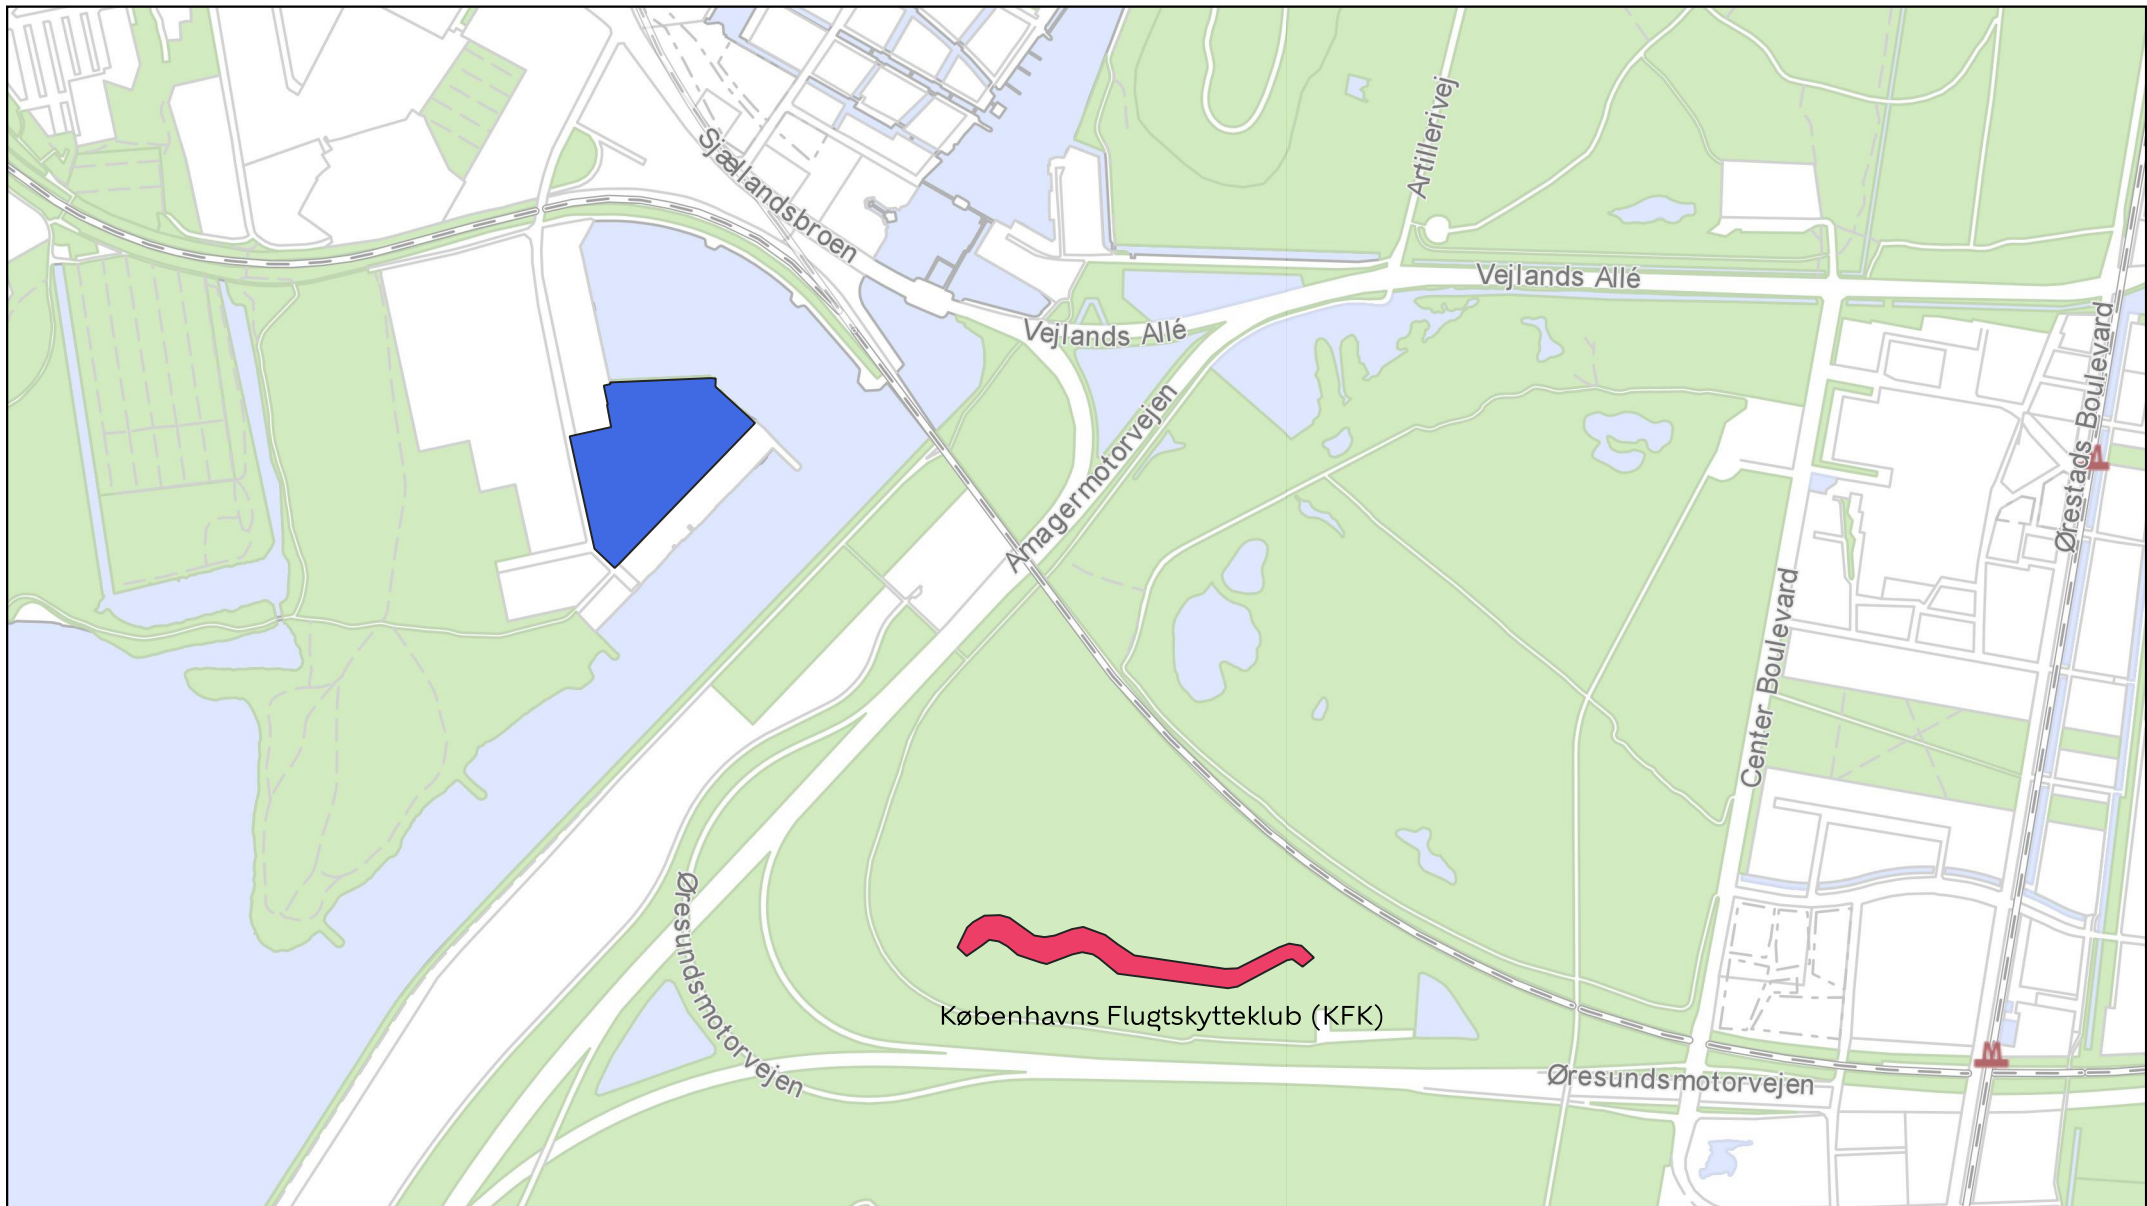 Artillerivej
Sjællandsbroen
Vejlands Allé
Vejlands Allé
Ørestads Boulevard
Amagermotorvejen
Center Boulevard
Øresundsmotorvejen
Københavns Flugtskytteklub (KFK)
M
M
Øresundsmotorvejen